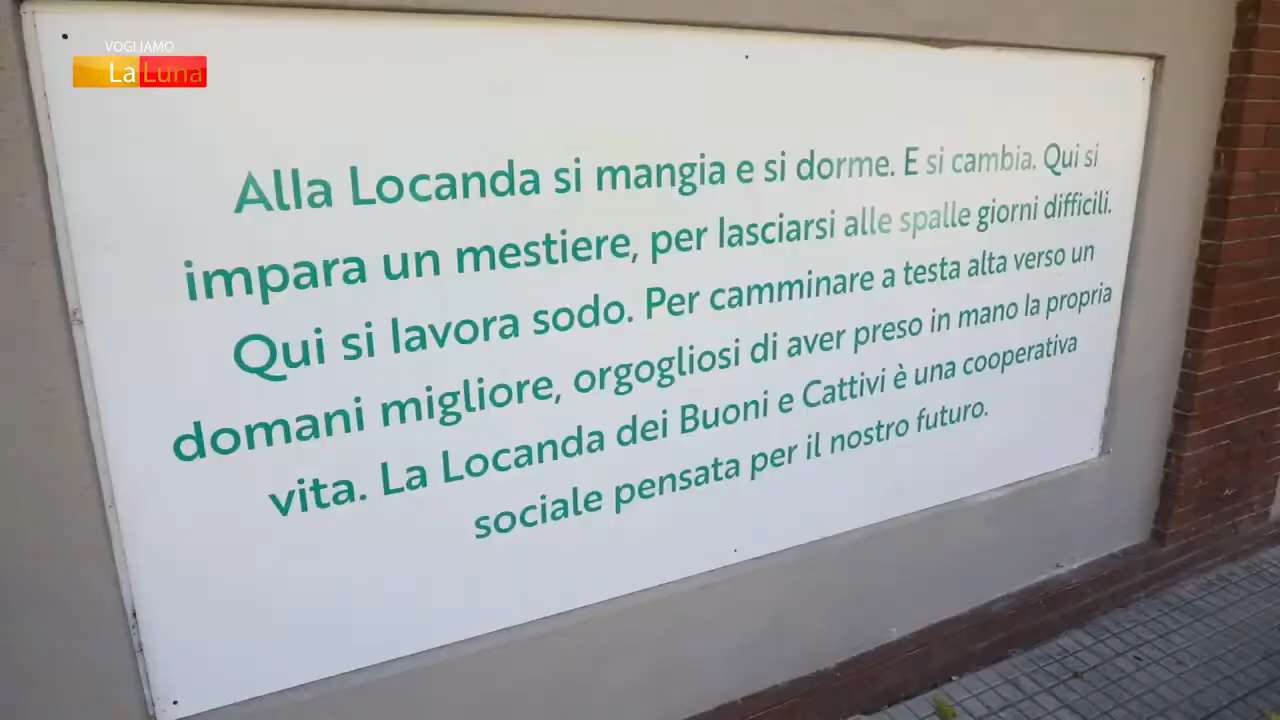 VOGLIAMO
La Luna
Alla Locanda si mangia e si dorme. E si cambia. Qui si
impara un mestiere, per lasciarsi alle spalle giorni difficili.
Qui si lavora sodo. Per camminare a testa alta verso un
domani migliore, orgogliosi di aver preso in mano la propria
vita. La Locanda dei Buoni e Cattivi è una cooperativa
sociale pensata per il nostro futuro.